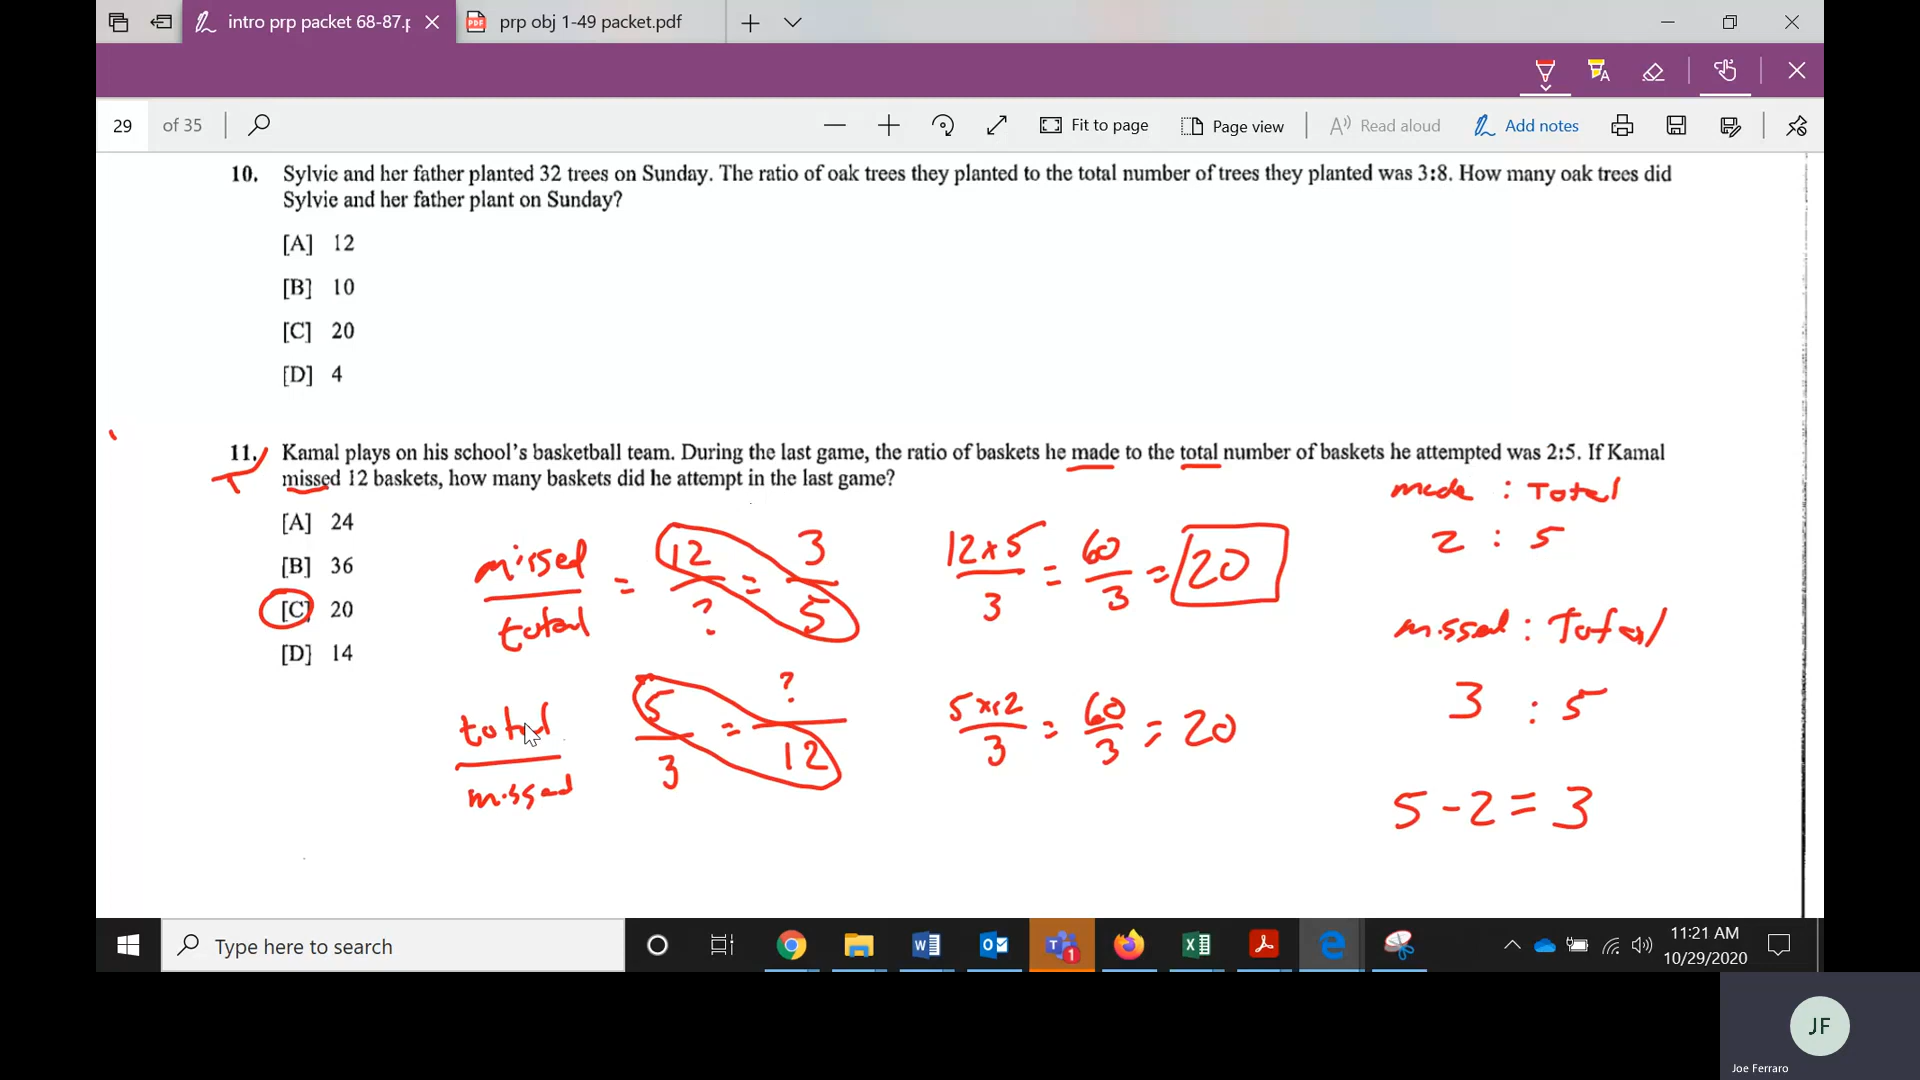 intro prp packet 68-87.p
prp obj 1-49 packet.pdf
29 of 35
Fit to page
Page view
Read aloud
Add notes
10. Sylvie and her father planted 32 trees on Sunday. The ratio of oak trees they planted to the total number of trees they planted was 3:8. How many oak trees did
Sylvie and her father plant on Sunday?
[A] 12
[B] 10
[C] 20
[D] 4
11. Kamal plays on his school's basketball team. During the last game, the ratio of baskets he made to the total number of baskets he attempted was 2:5. If Kamal
missed 12 baskets, how many baskets did he attempt in the last game?
[A] 24
[B] 36
[C] 20
[D] 14
made : Total
2 : 5
missed / total = 12 / ? = 3 / 5
12 x 5 / 3 = 60 / 3 = 20
missed : Total
3 : 5
total / missed
5 / 3 = ? / 12
5 x 12 / 3 = 60 / 3 = 20
5 - 2 = 3
Type here to search
1
11:21 AM
10/29/2020
JF
Joe Ferraro